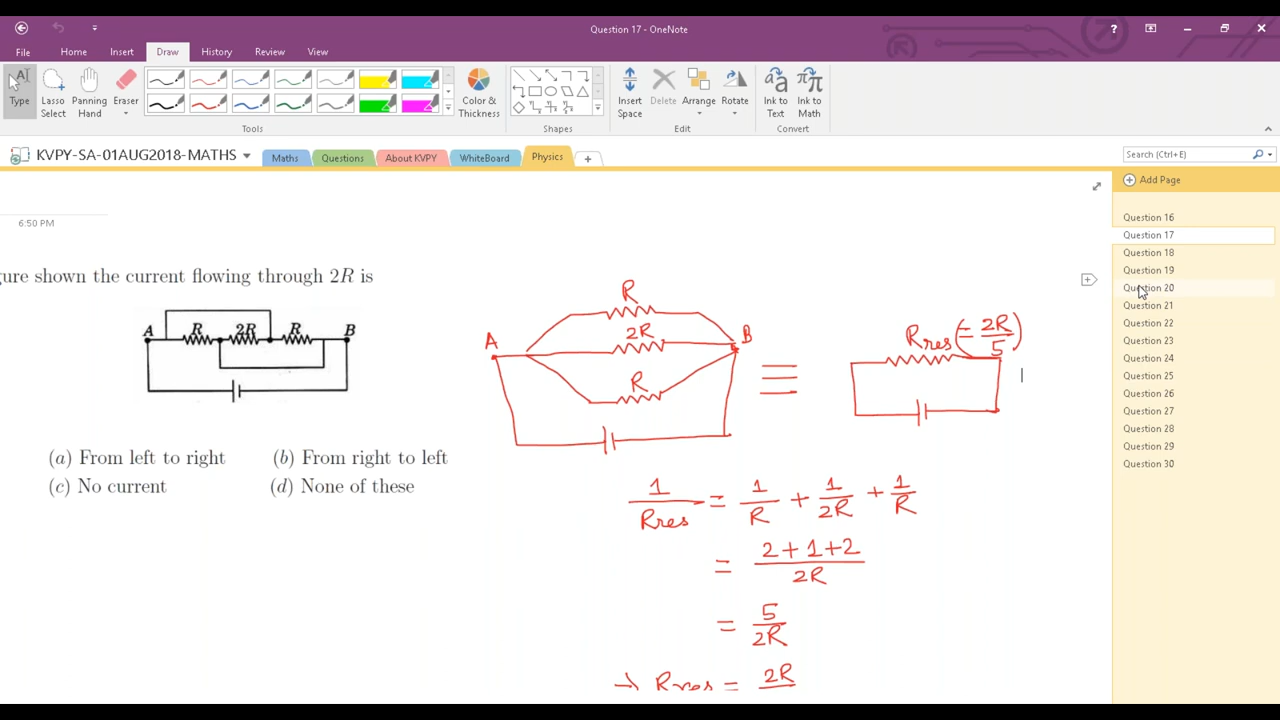 Question 17 - OneNote
File Home Insert Draw History Review View
Type
Lasso Select
Panning Hand
Eraser
Color & Thickness
Insert Space
Delete
Arrange
Rotate
Ink to Text
Ink to Math
Tools
Shapes
Edit
Convert
KVPY-SA-01AUG2018-MATHS
Maths
Questions
About KVPY
WhiteBoard
Physics
Search (Ctrl+E)
Add Page
Question 16
Question 17
Question 18
Question 19
Question 20
Question 21
Question 22
Question 23
Question 24
Question 25
Question 26
Question 27
Question 28
Question 29
Question 30
6:50 PM
gure shown the current flowing through 2R is
A R 2R R B
(a) From left to right (b) From right to left
(c) No current (d) None of these
R
2R
A B
R
Rres (= 2R/5)
1/Rres = 1/R + 1/2R + 1/R
= 2+1+2/2R
= 5/2R
→ Rres = 2R